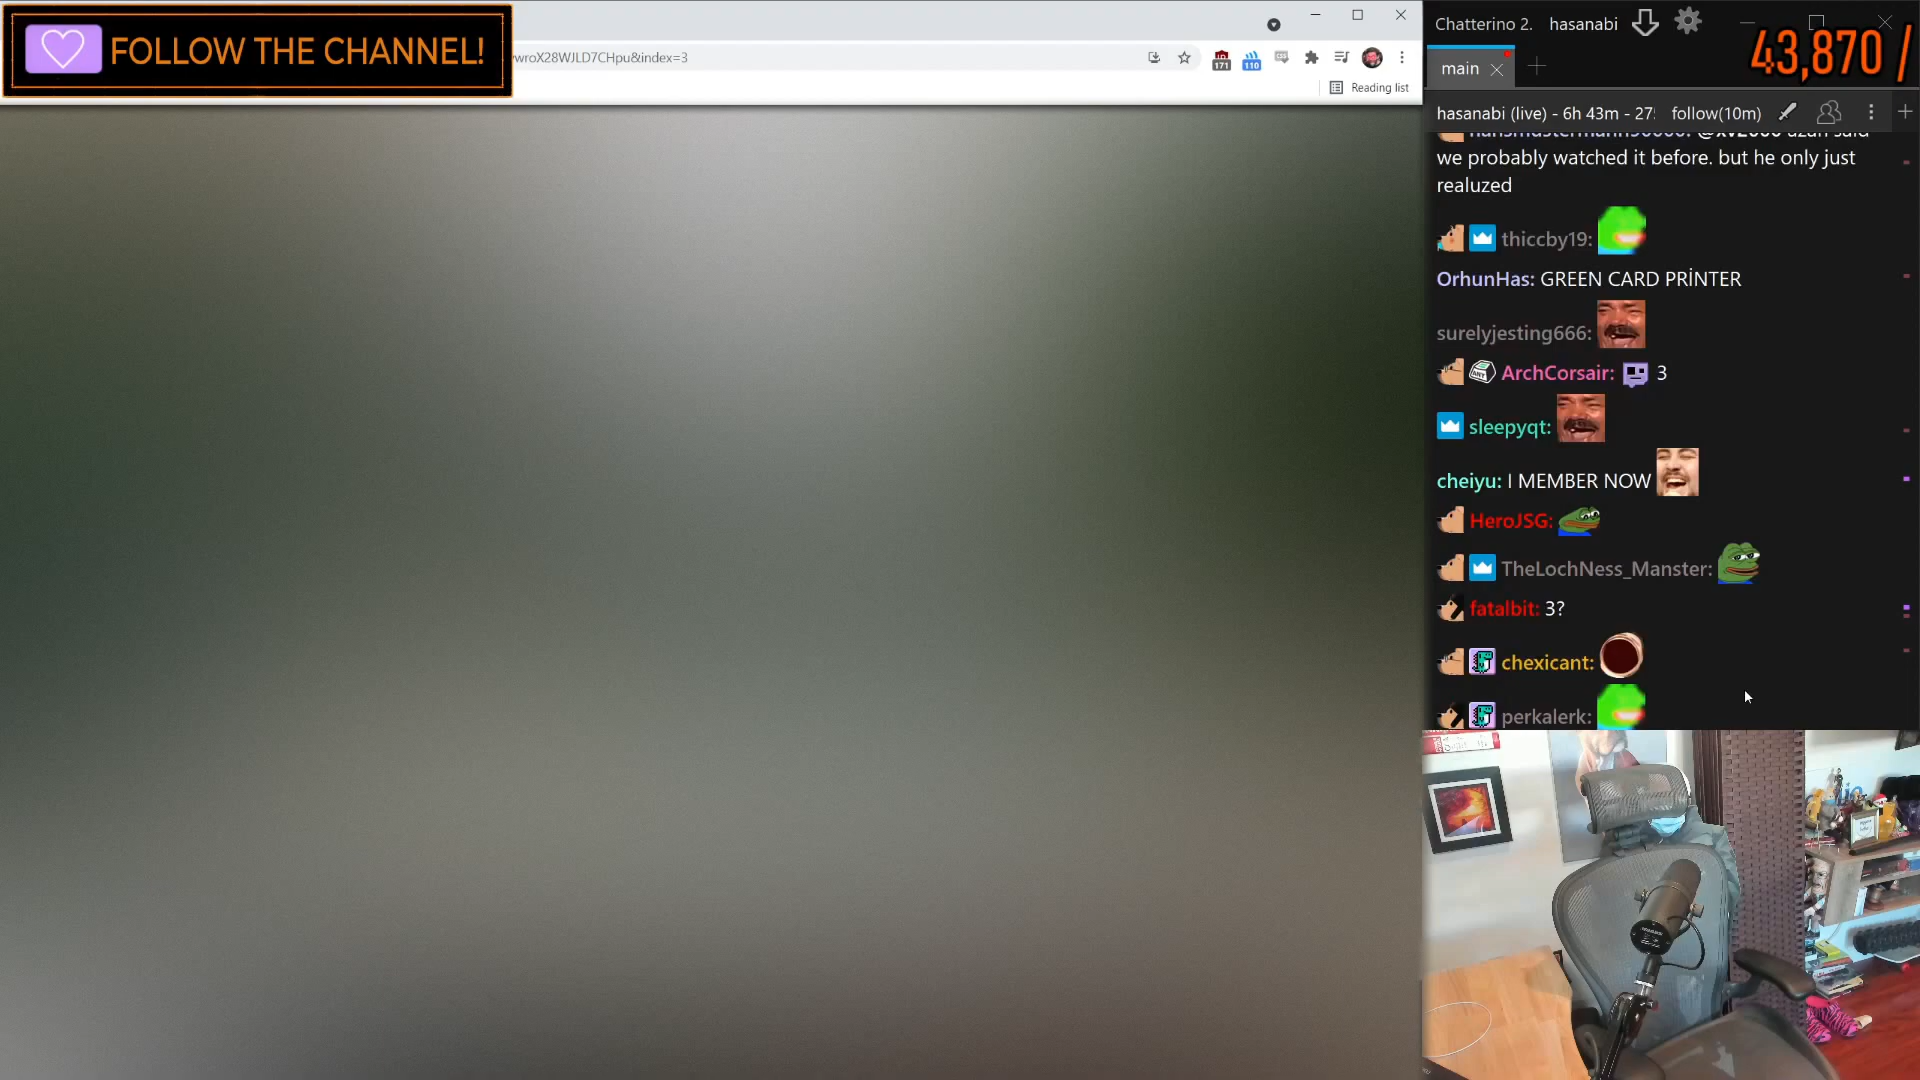 FOLLOW THE CHANNEL!
wroX28WJLD7CHpu&index=3
171
110
Reading list
Chatterino 2.
hasanabi
43,870 /
main
hasanabi (live) - 6h 43m - 27
follow(10m)
we probably watched it before. but he only just
realuzed
thiccby19:
OrhunHas: GREEN CARD PRİNTER
surelyjesting666:
ArchCorsair: 3
sleepyqt:
cheiyu: I MEMBER NOW
HeroJSG:
TheLochNess_Manster:
fatalbit: 3?
chexicant:
perkalerk: